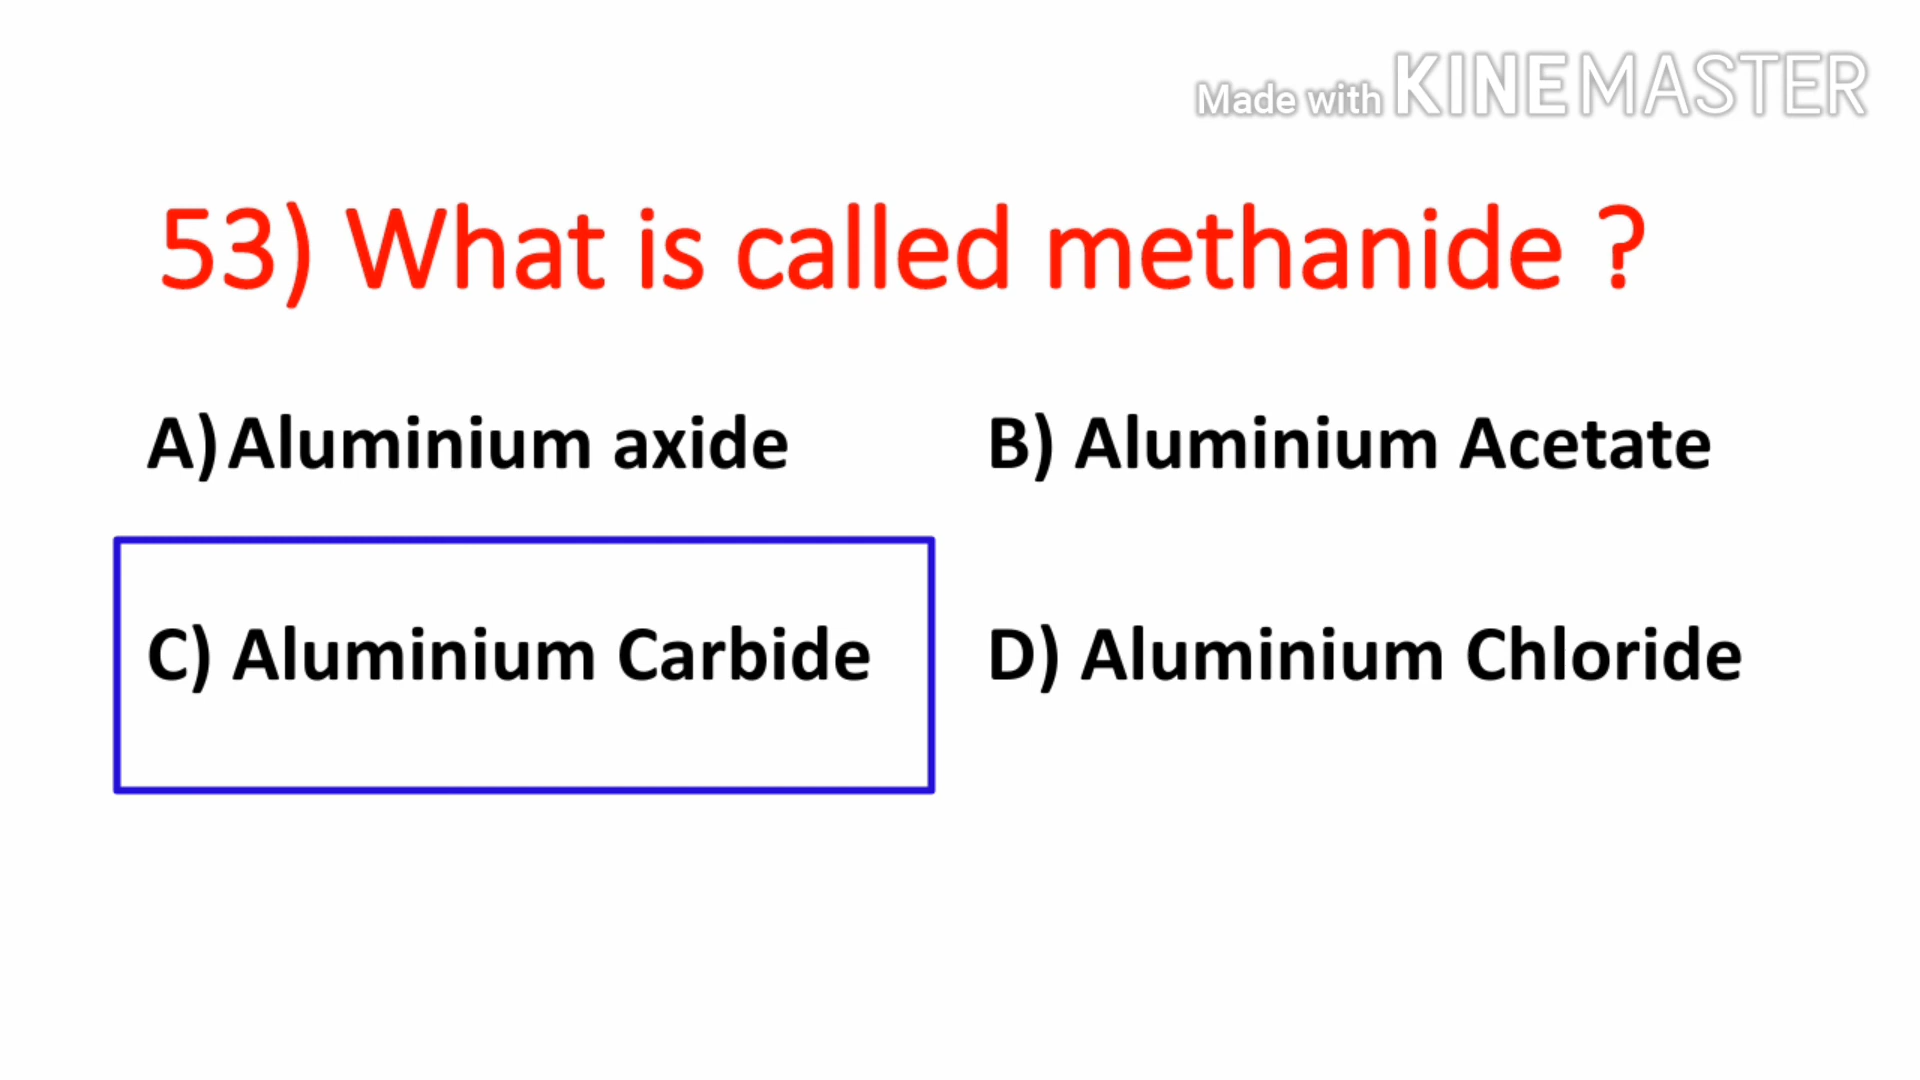 Made with KINEMASTER
53) What is called methanide ?
A) Aluminium axide
B) Aluminium Acetate
C) Aluminium Carbide
D) Aluminium Chloride